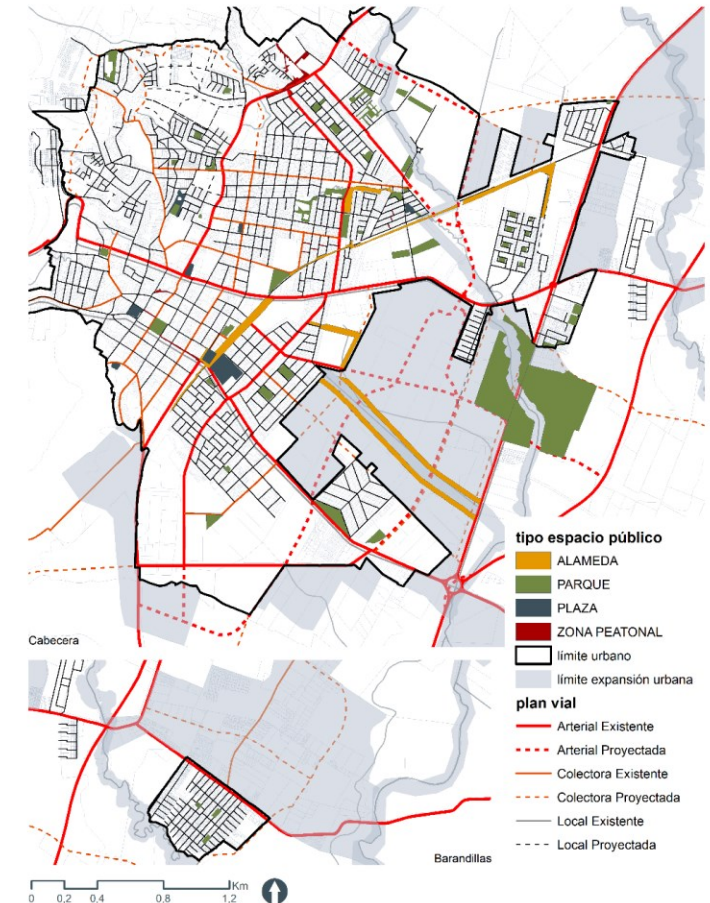 Cabecera
tipo espacio público
ALAMEDA
PARQUE
PLAZA
ZONA PEATONAL
límite urbano
límite expansión urbana
plan vial
Arterial Existente
Arterial Proyectada
Colectora Existente
Colectora Proyectada
Local Existente
Local Proyectada
Barandillas
Km
0 0,2 0,4 0,8 1,2